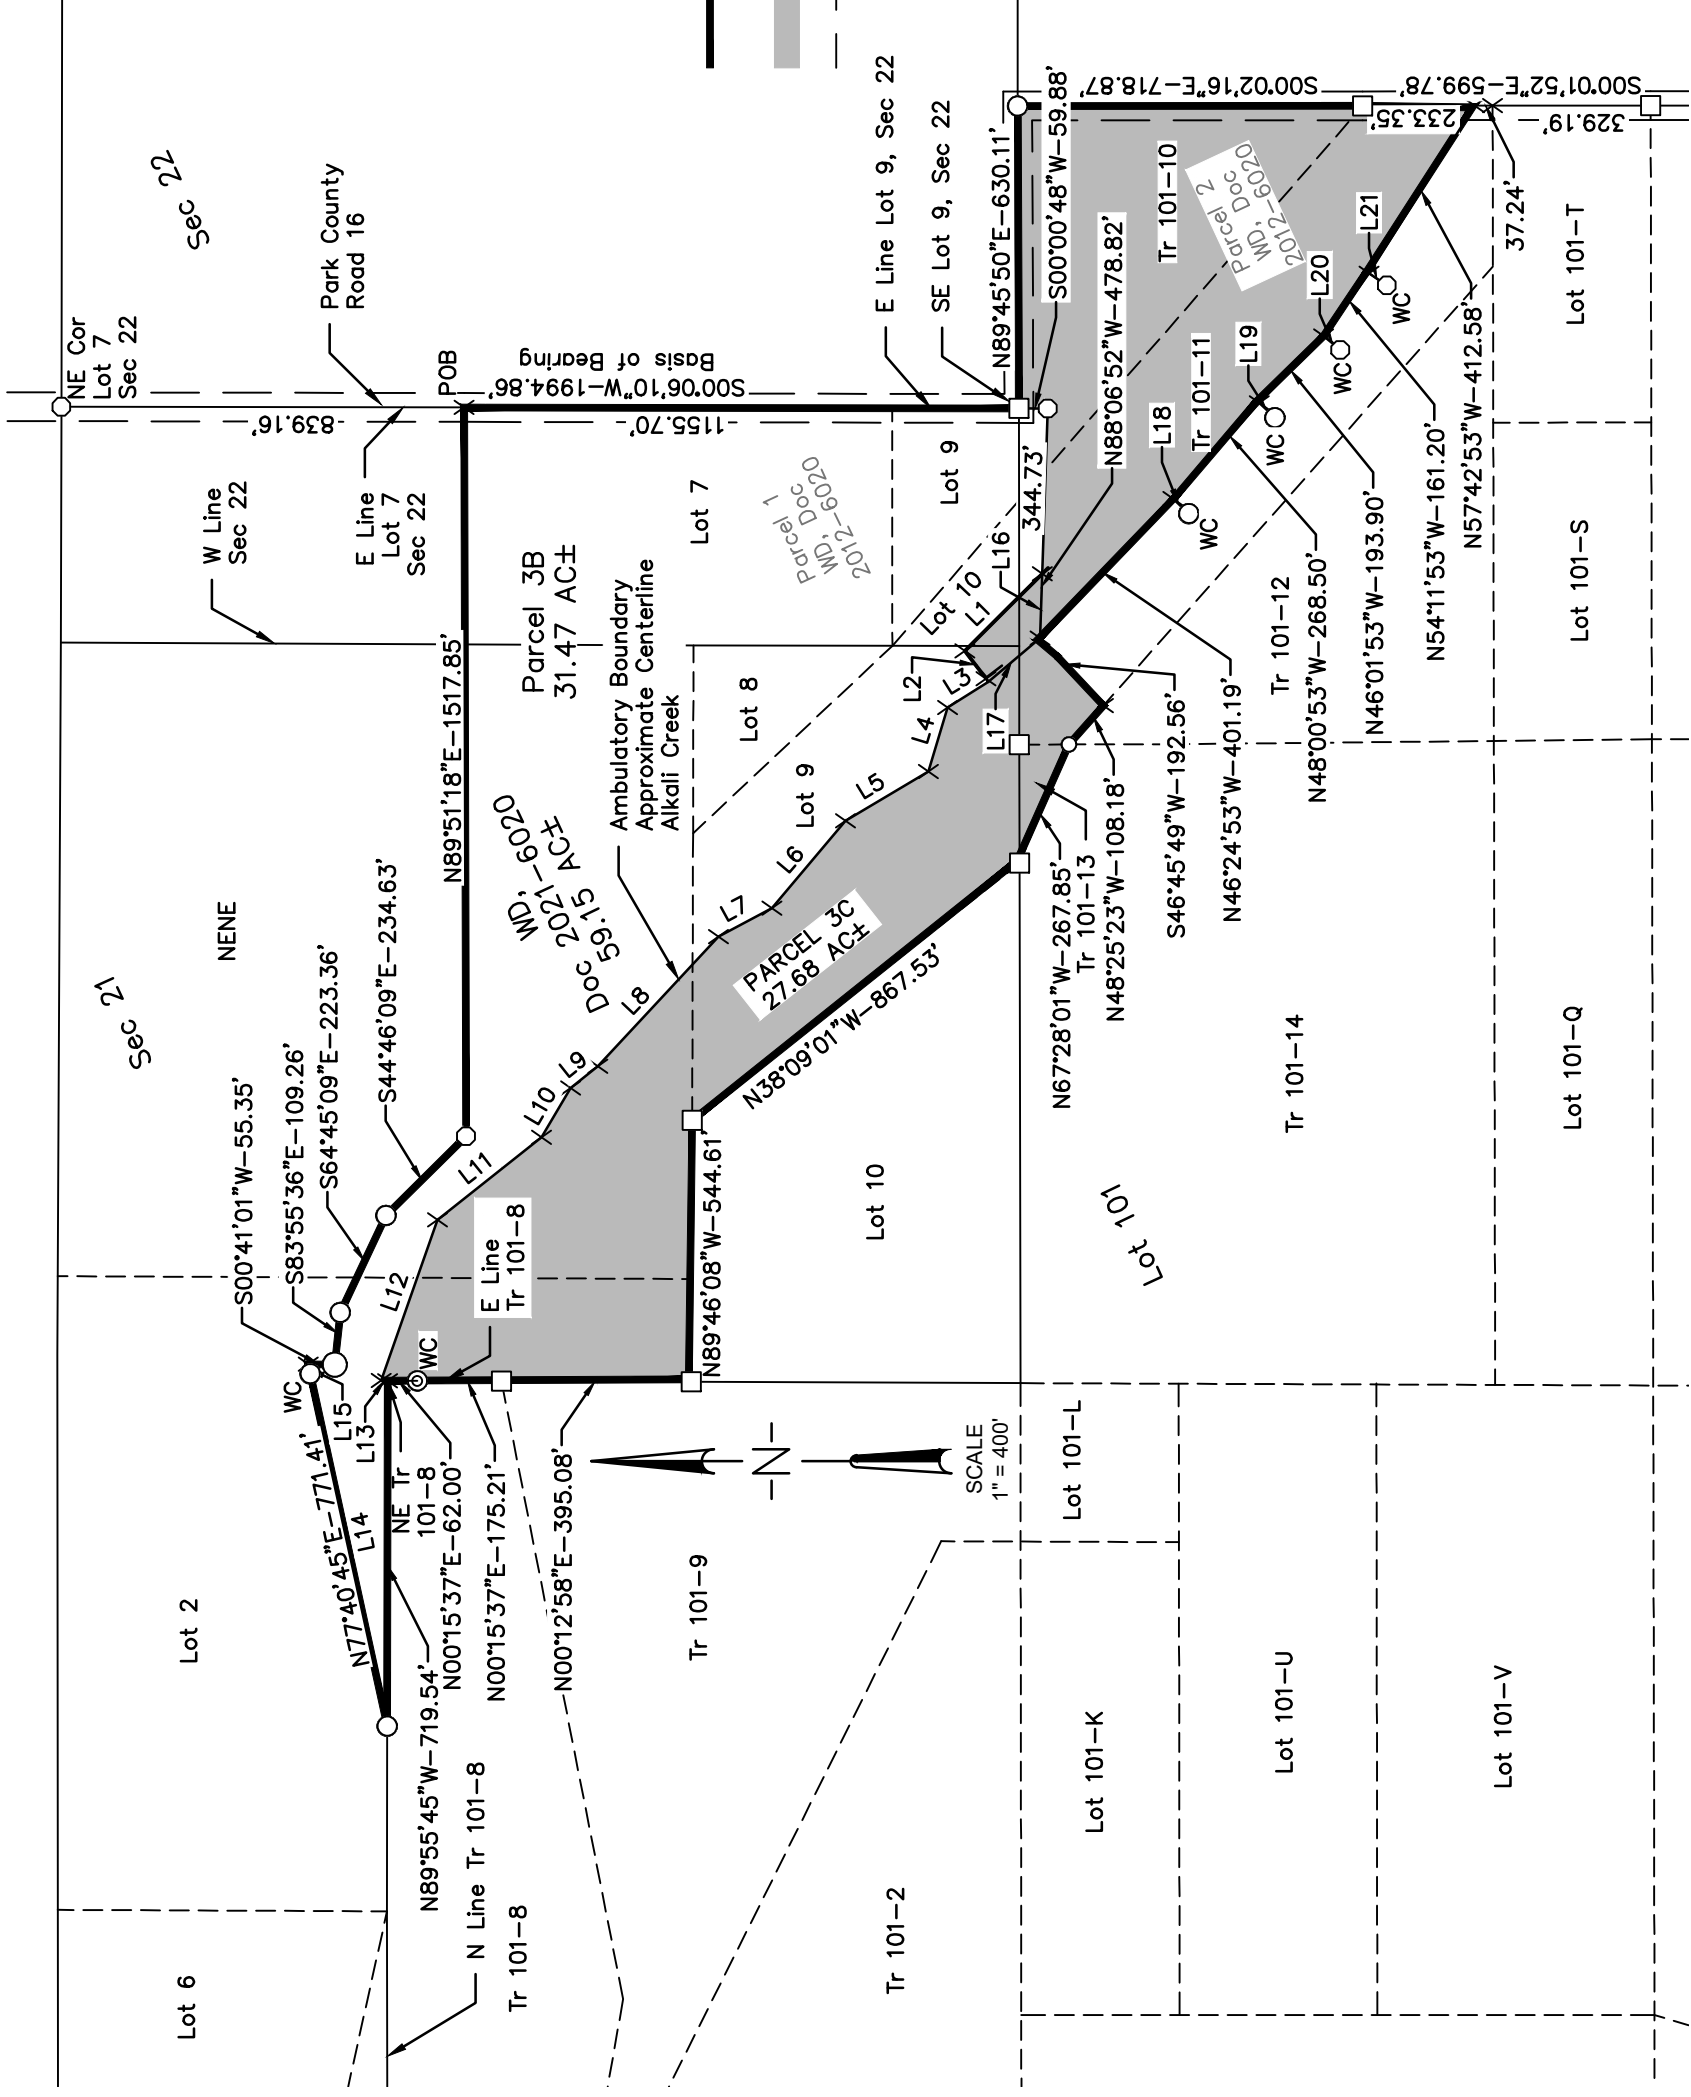 Sec 22
NE Cor
Lot 7
Sec 22
Park County
Road 16
839.16'
W Line
Sec 22
E Line
Lot 7
Sec 22
POB
S00°06'10"W-1994.86'
Basis of Bearing
1155.70'
E Line Lot 9, Sec 22
SE Lot 9, Sec 22
N89°45'50"E-630.11'
S00°00'48"W-59.88'
S00°02'16"E-718.87'
S00°01'52"E-599.78'
233.35'
329.19'
37.24'
Tr 101-10
Parcel 2
WD, Doc
2012-6020
N88°06'52"W-478.82'
Tr 101-11
L21
L20
L19
L18
WC
WC
WC
WC
Lot 101-T
344.73'
Lot 9
Lot 7
Parcel 1
WD, Doc
2012-6020
Parcel 3B
31.47 AC±
N89°51'18"E-1517.85'
Lot 10
L1
L16
L2
L3
L4
L17
L5
L6
L7
L8
L9
L10
L11
L12
Lot 8
Lot 9
Ambulatory Boundary
Approximate Centerline
Alkali Creek
WD,
Doc 2021-6020
59.15 AC±
PARCEL 3C
27.68 AC±
N57°42'53"W-412.58'
N54°11'53"W-161.20'
N46°01'53"W-193.90'
N48°00'53"W-268.50'
Tr 101-12
N46°24'53"W-401.19'
S46°45'49"W-192.56'
N48°25'23"W-108.18'
Tr 101-13
N67°28'01"W-267.85'
N38°09'01"W-867.53'
Lot 101-S
NENE
Sec 21
S44°46'09"E-234.63'
S64°45'09"E-223.36'
S83°55'36"E-109.26'
S00°41'01"W-55.35'
E Line
Tr 101-8
WC
N89°46'08"W-544.61'
Lot 10
Lot 101
Tr 101-14
Lot 101-Q
WC
L15
L13
N77°40'45"E-771.41'
L14
NE Tr
101-8
N00°15'37"E-62.00'
N00°15'37"E-175.21'
N00°12'58"E-395.08'
N89°55'45"W-719.54'
N Line Tr 101-8
Tr 101-8
Lot 2
Lot 6
Tr 101-9
Tr 101-2
N
SCALE
1" = 400'
Lot 101-L
Lot 101-K
Lot 101-U
Lot 101-V